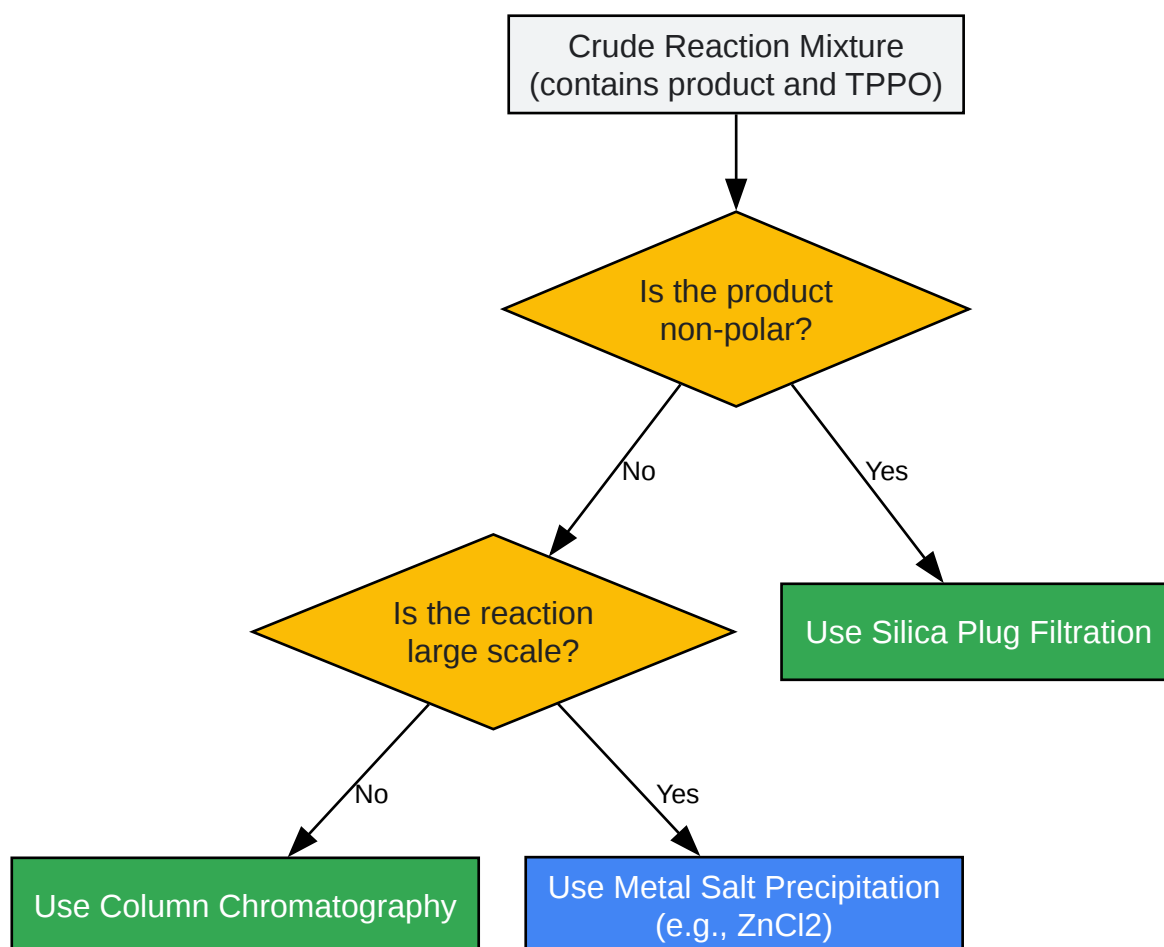 Crude Reaction Mixture
(contains product and TPPO)
Is the product
non-polar?
No
Yes
Is the reaction
large scale?
Use Silica Plug Filtration
No
Yes
Use Column Chromatography
Use Metal Salt Precipitation
(e.g., ZnCl2)